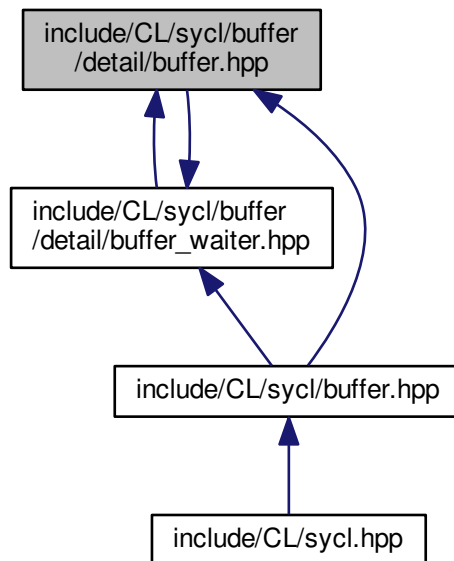 include/CL/sycl/buffer
/detail/buffer.hpp
include/CL/sycl/buffer
/detail/buffer_waiter.hpp
include/CL/sycl/buffer.hpp
include/CL/sycl.hpp